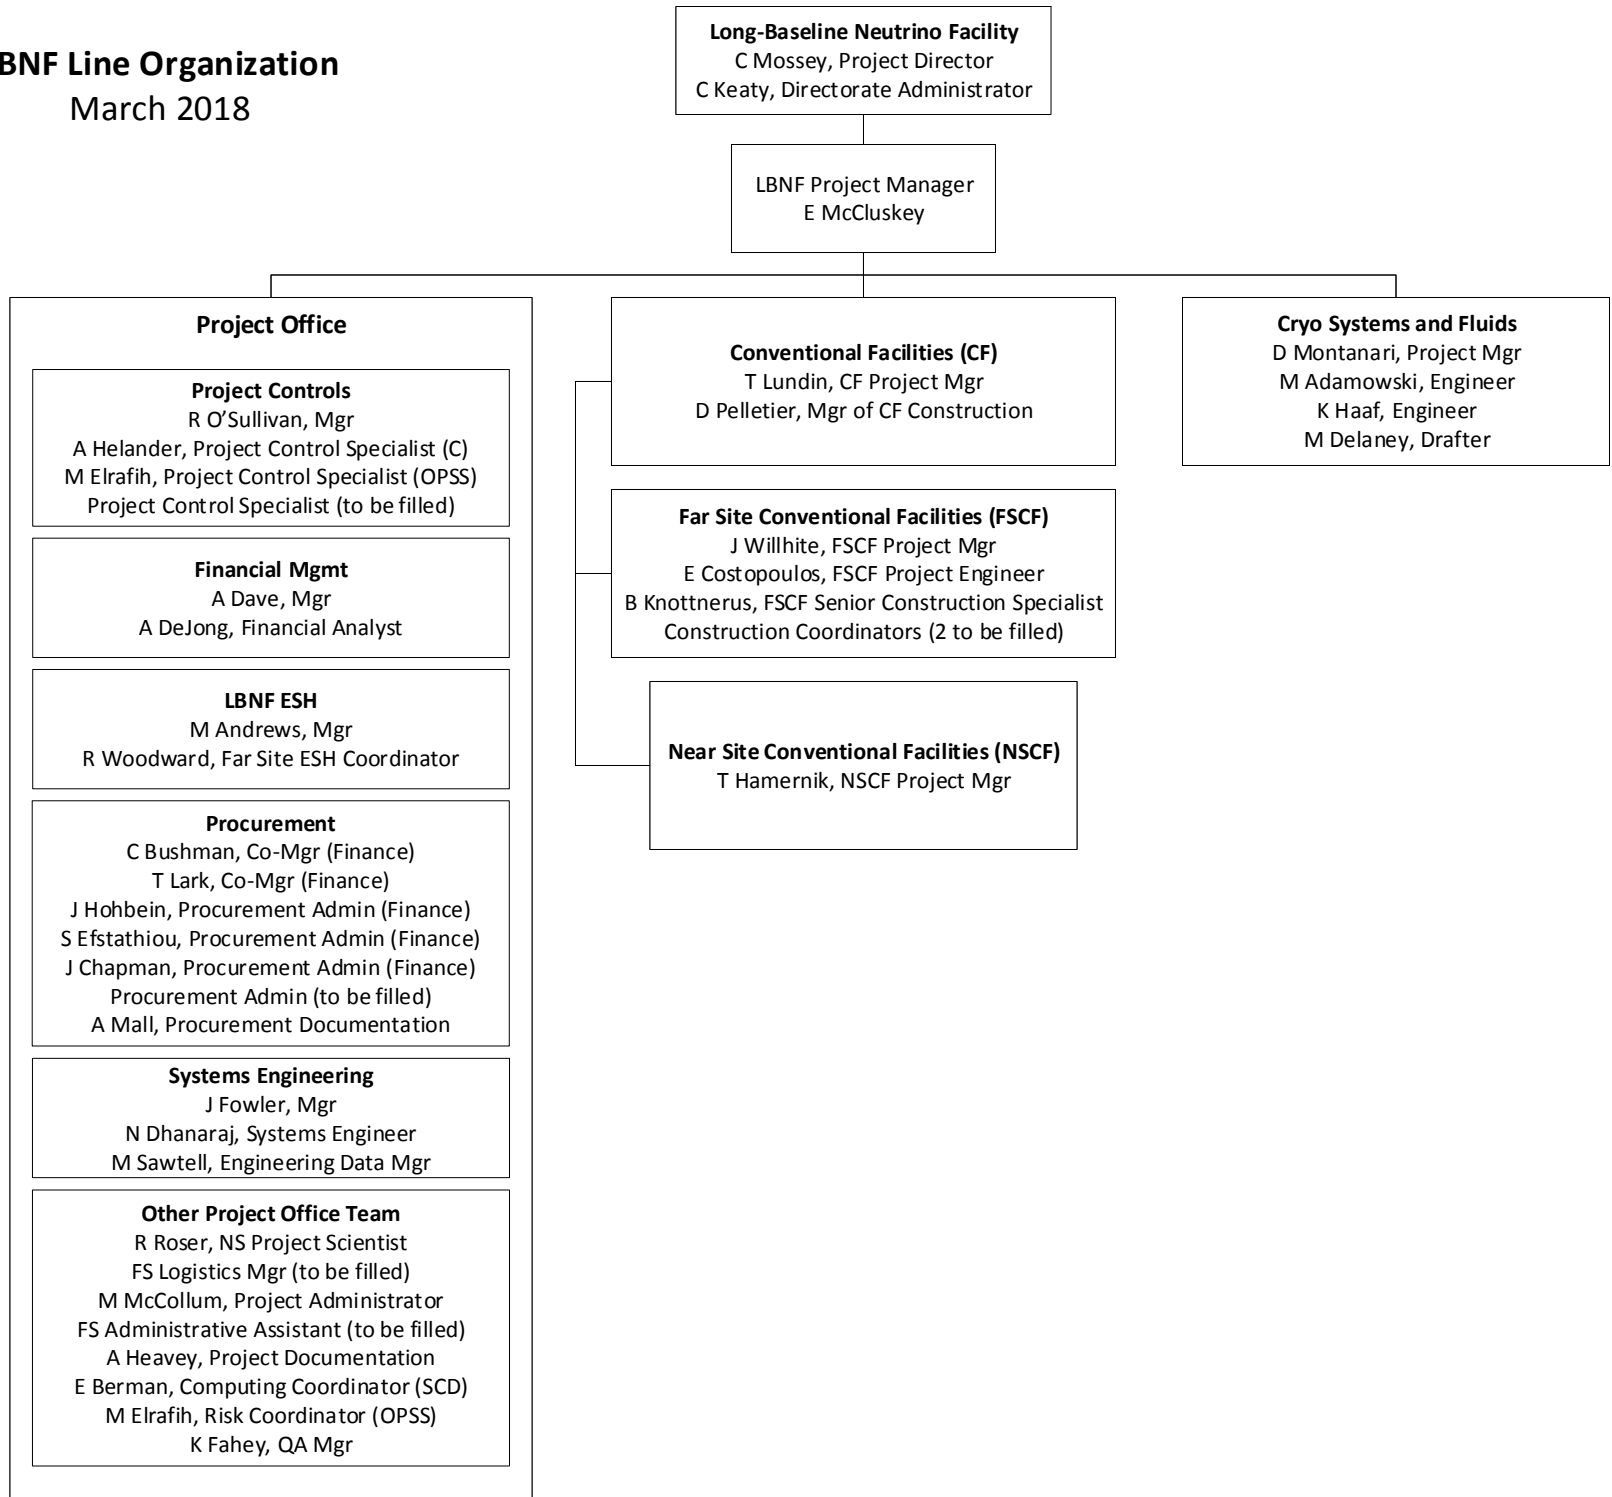 BNF Line Organization
March 2018
Long-Baseline Neutrino Facility
C Mossey, Project Director
C Keaty, Directorate Administrator
LBNF Project Manager
E McCluskey
Project Office
Project Controls
R O’Sullivan, Mgr
A Helander, Project Control Specialist (C)
M Elrafih, Project Control Specialist (OPSS)
Project Control Specialist (to be filled)
Financial Mgmt
A Dave, Mgr
A DeJong, Financial Analyst
LBNF ESH
M Andrews, Mgr
R Woodward, Far Site ESH Coordinator
Procurement
C Bushman, Co-Mgr (Finance)
T Lark, Co-Mgr (Finance)
J Hohbein, Procurement Admin (Finance)
S Efstathiou, Procurement Admin (Finance)
J Chapman, Procurement Admin (Finance)
Procurement Admin (to be filled)
A Mall, Procurement Documentation
Systems Engineering
J Fowler, Mgr
N Dhanaraj, Systems Engineer
M Sawtell, Engineering Data Mgr
Other Project Office Team
R Roser, NS Project Scientist
FS Logistics Mgr (to be filled)
M McCollum, Project Administrator
FS Administrative Assistant (to be filled)
A Heavey, Project Documentation
E Berman, Computing Coordinator (SCD)
M Elrafih, Risk Coordinator (OPSS)
K Fahey, QA Mgr
Conventional Facilities (CF)
T Lundin, CF Project Mgr
D Pelletier, Mgr of CF Construction
Far Site Conventional Facilities (FSCF)
J Willhite, FSCF Project Mgr
E Costopoulos, FSCF Project Engineer
B Knottnerus, FSCF Senior Construction Specialist
Construction Coordinators (2 to be filled)
Near Site Conventional Facilities (NSCF)
T Hamernik, NSCF Project Mgr
Cryo Systems and Fluids
D Montanari, Project Mgr
M Adamowski, Engineer
K Haaf, Engineer
M Delaney, Drafter